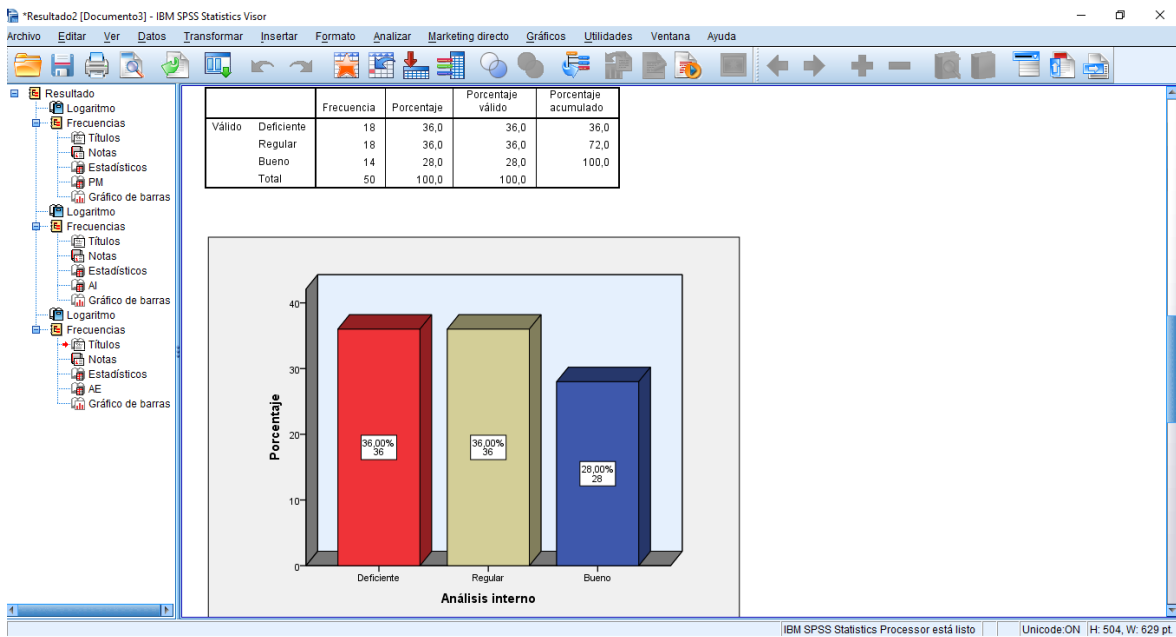 *Resultado2 [Documento3] - IBM SPSS Statistics Visor
Archivo Editar Ver Datos Transformar Insertar Formato Analizar Marketing directo Gráficos Utilidades Ventana Ayuda
Resultado
Logaritmo
Frecuencias
Títulos
Notas
Estadísticos
PM
Gráfico de barras
Logaritmo
Frecuencias
Títulos
Notas
Estadísticos
AI
Gráfico de barras
Logaritmo
Frecuencias
Títulos
Notas
Estadísticos
AE
Gráfico de barras
Frecuencia Porcentaje Porcentaje válido Porcentaje acumulado
Válido Deficiente 18 36,0 36,0 36,0
Regular 18 36,0 36,0 72,0
Bueno 14 28,0 28,0 100,0
Total 50 100,0 100,0
Porcentaje
40
30
20
10
0
36,00%
36
36,00%
36
28,00%
28
Deficiente Regular Bueno
Análisis interno
IBM SPSS Statistics Processor está listo Unicode:ON H: 504, W: 629 pt.